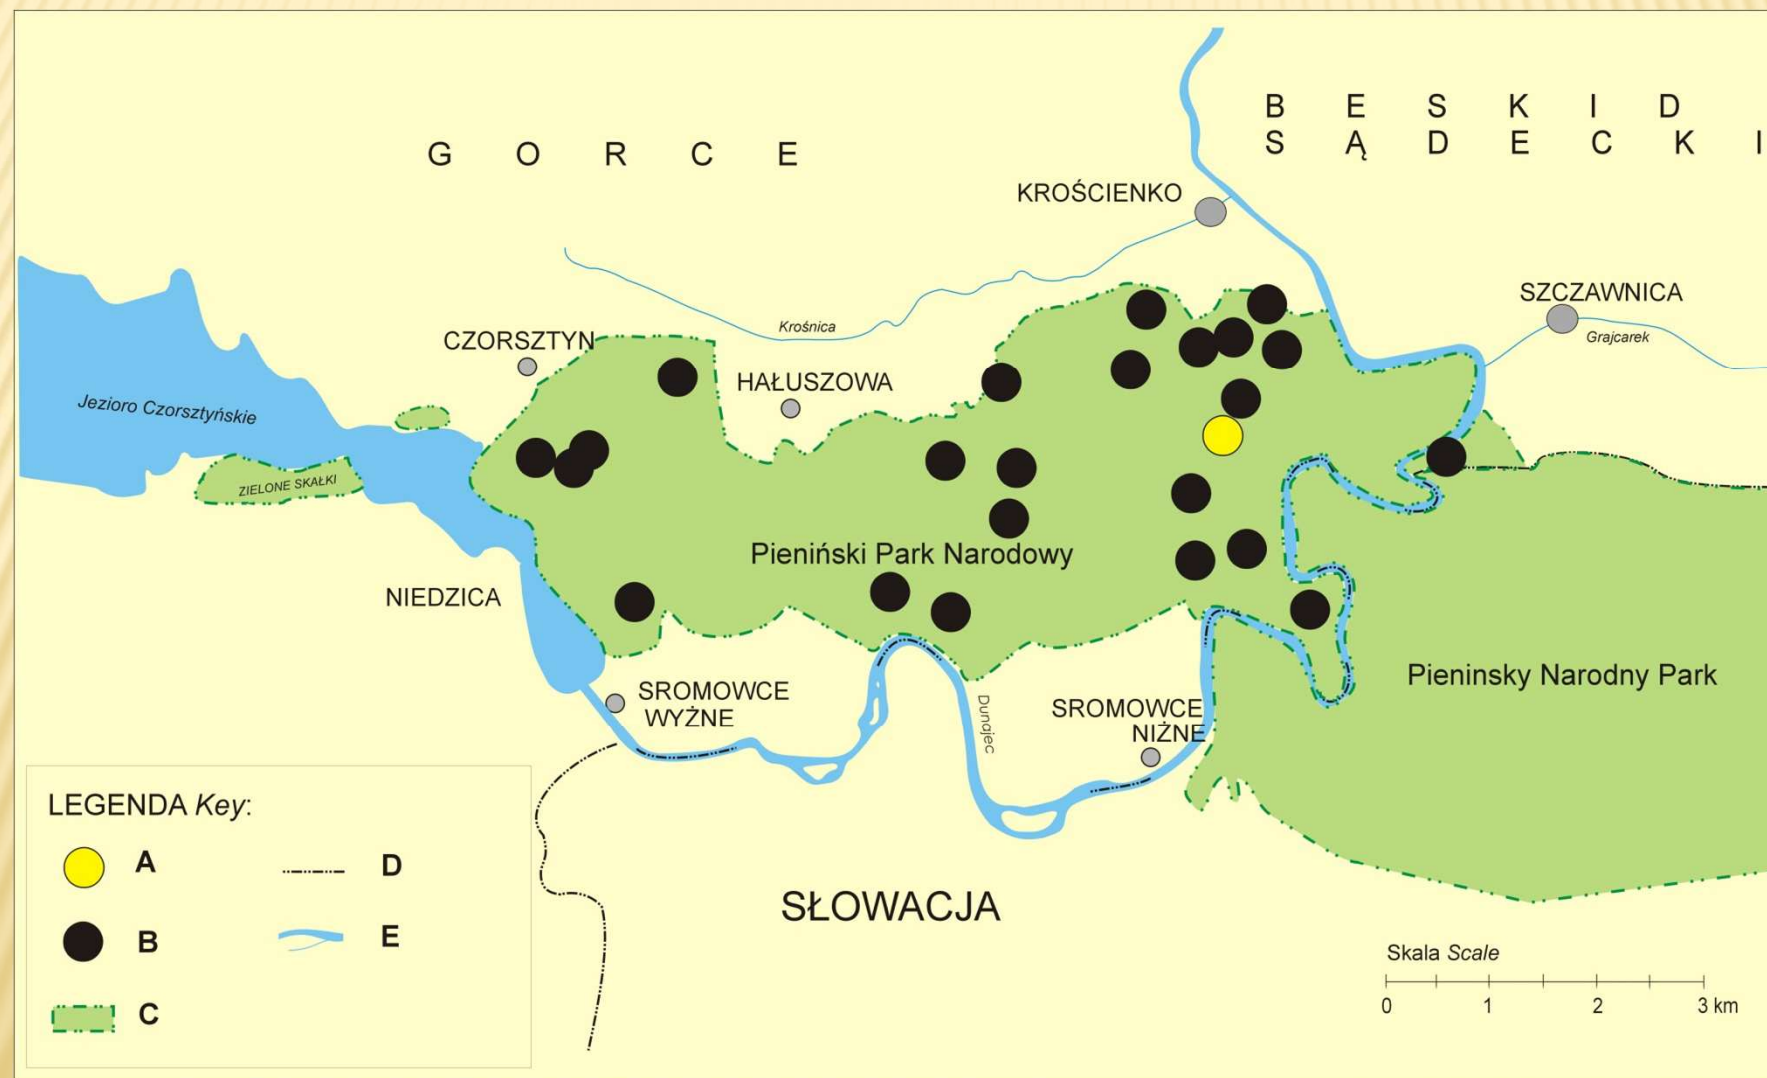 B E S K I D
S Ą D E C K I
G O R C E
KROŚCIENKO
SZCZAWNICA
Krośnica
Grajcarek
CZORSZTYN
HAŁUSZOWA
Jezioro Czorsztyńskie
ZIELONE SKAŁKI
Pieniński Park Narodowy
NIEDZICA
Pieninsky Narodny Park
SROMOWCE
WYŻNE
Dunajec
SROMOWCE
NIŻNE
LEGENDA Key:
A
D
B
E
C
SŁOWACJA
Skala Scale
0 1 2 3 km